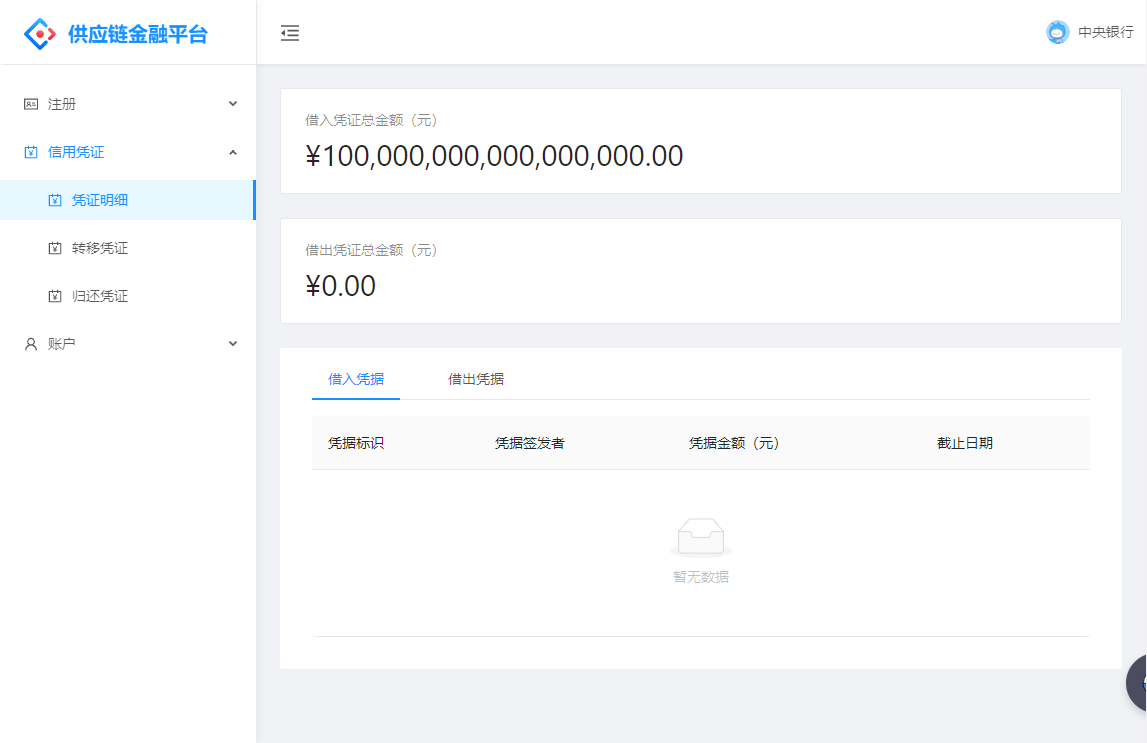 供应链金融平台
中央银行
注册
信用凭证
凭证明细
转移凭证
归还凭证
账户
借入凭证总金额（元）
¥100,000,000,000,000,000.00
借出凭证总金额（元）
¥0.00
借入凭据 借出凭据
凭据标识 凭据签发者 凭据金额（元） 截止日期
暂无数据